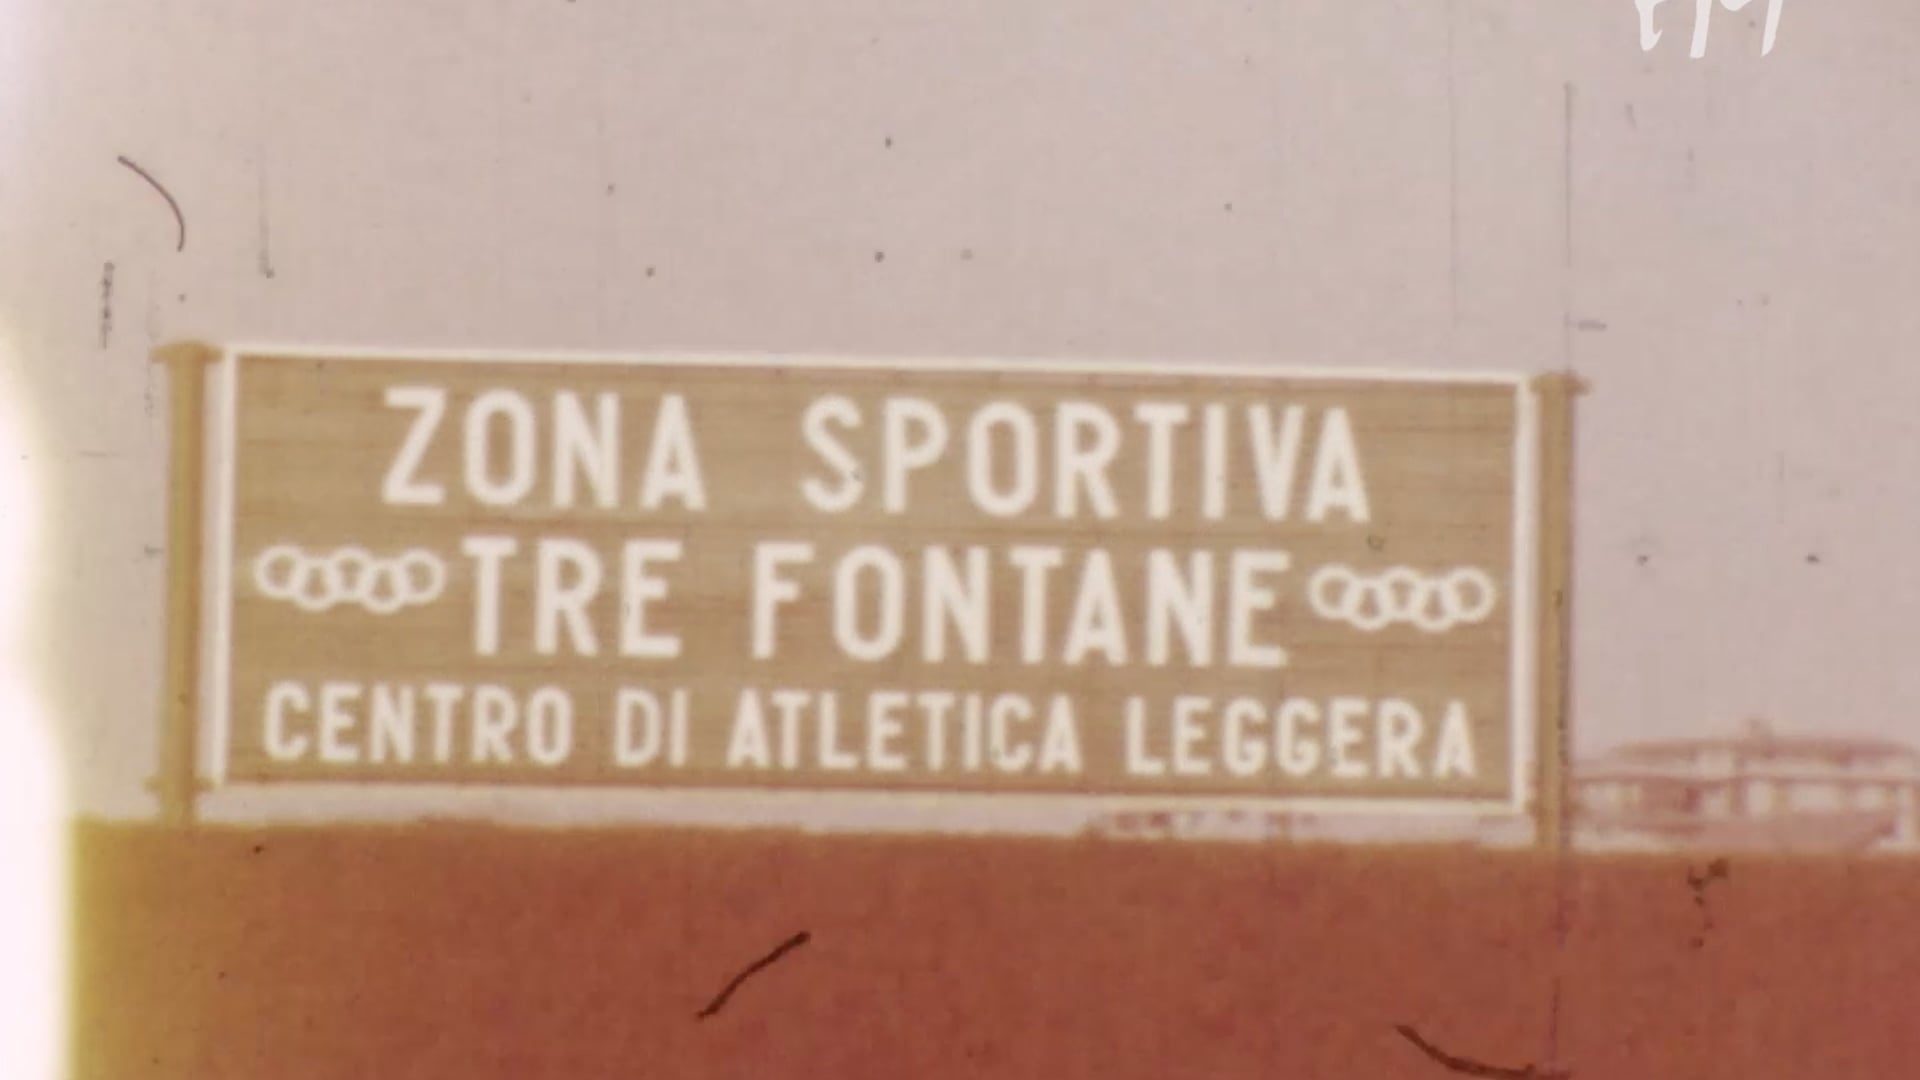 ZONA SPORTIVA
TRE FONTANE
CENTRO DI ATLETICA LEGGERA